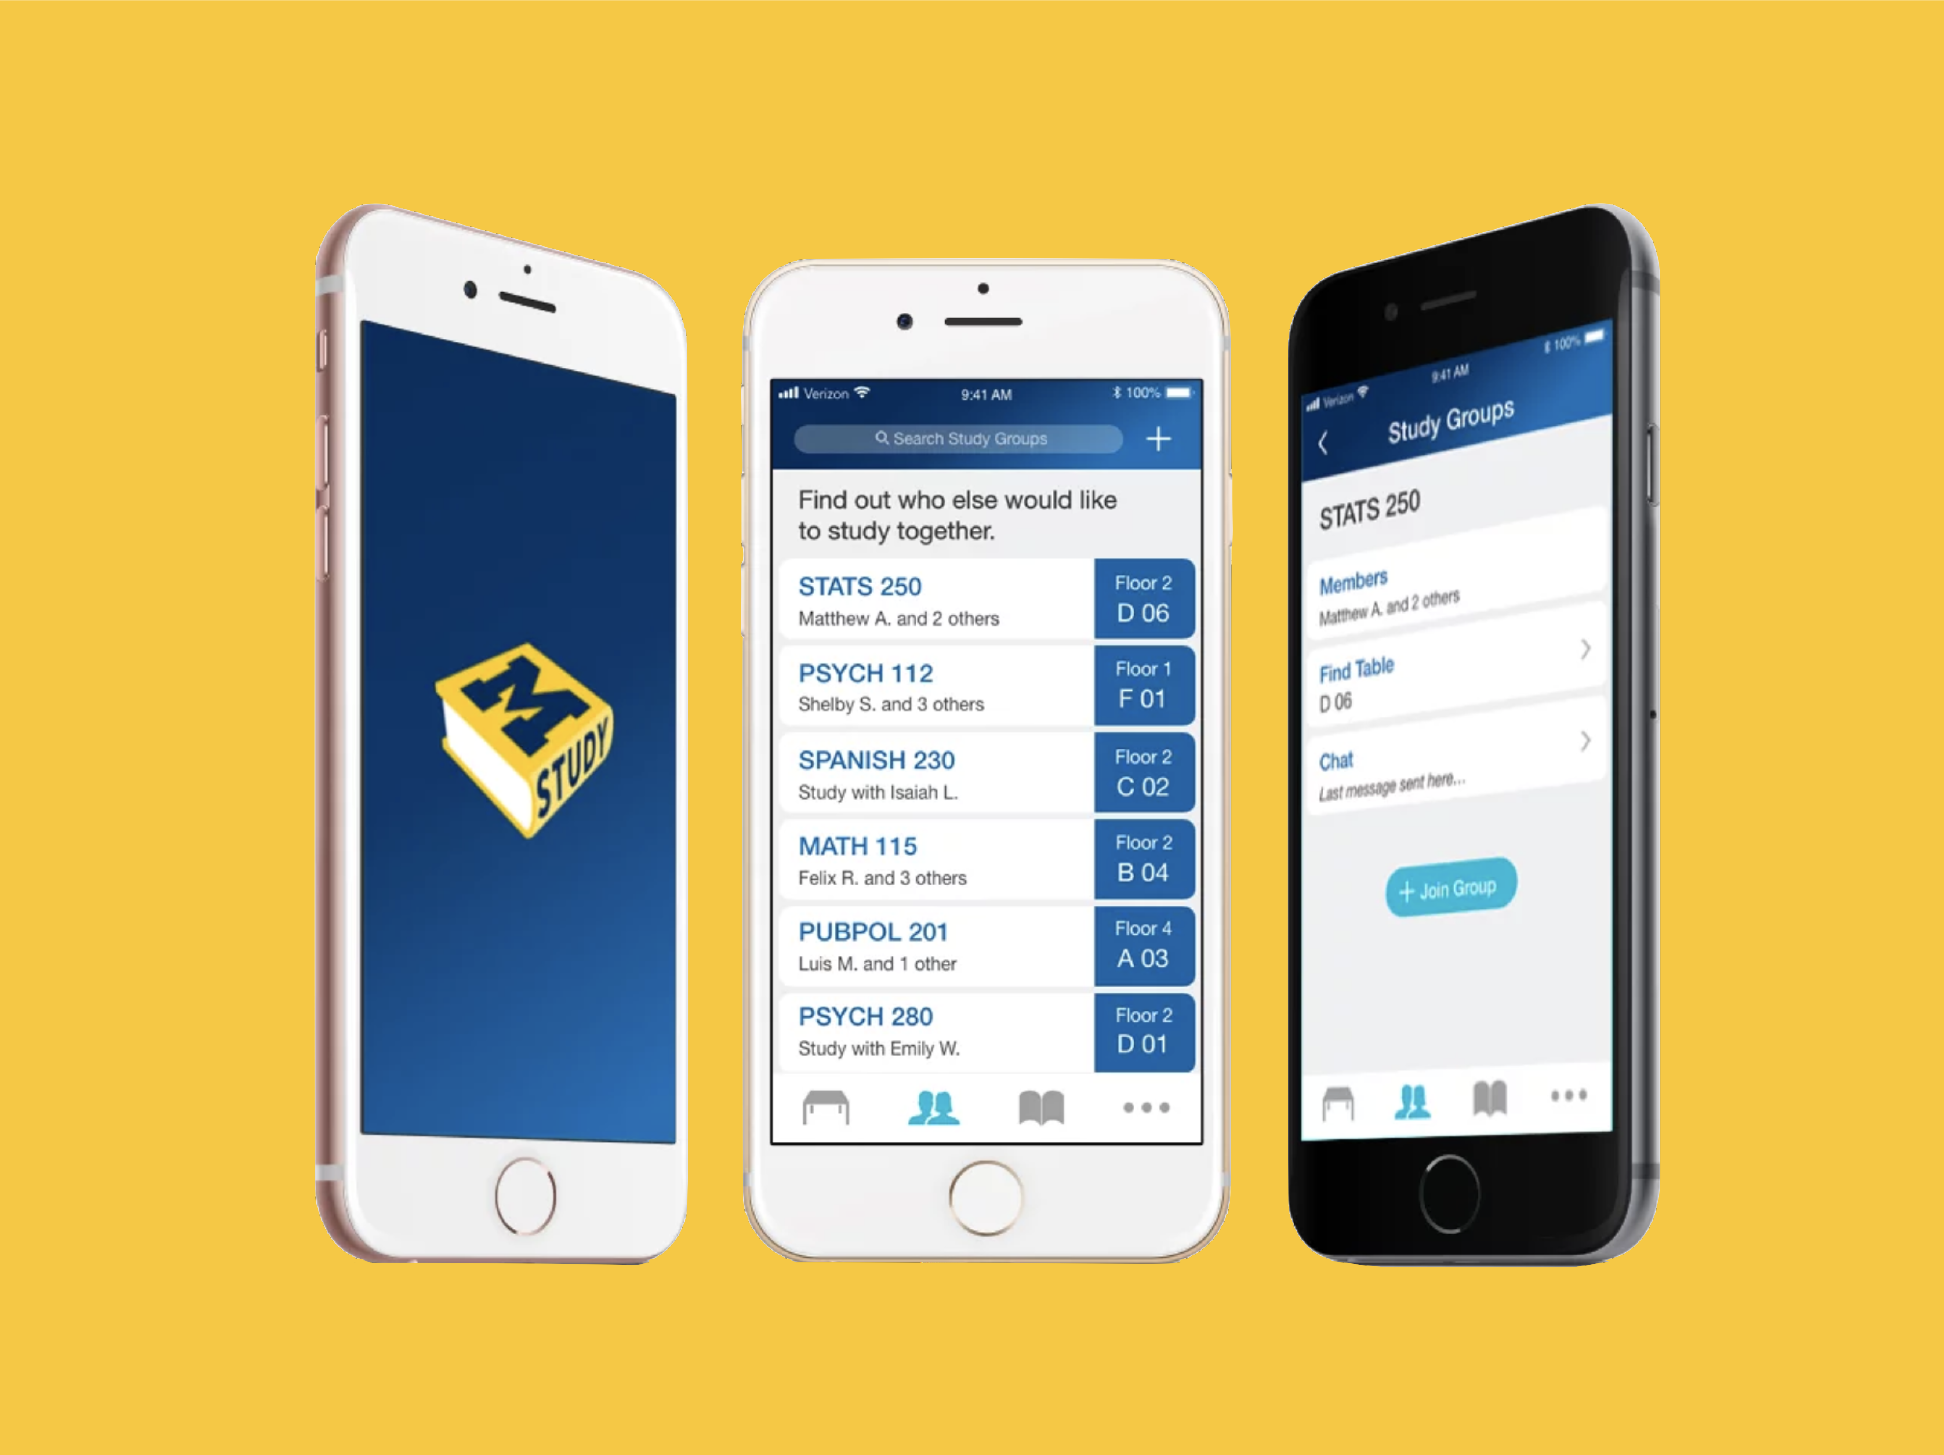 M
STUDY
Verizon
9:41 AM
100%
Search Study Groups
Find out who else would like
to study together.
STATS 250
Matthew A. and 2 others
Floor 2
D 06
PSYCH 112
Shelby S. and 3 others
Floor 1
F 01
SPANISH 230
Study with Isaiah L.
Floor 2
C 02
MATH 115
Felix R. and 3 others
Floor 2
B 04
PUBPOL 201
Luis M. and 1 other
Floor 4
A 03
PSYCH 280
Study with Emily W.
Floor 2
D 01
Verizon
9:41 AM
100%
Study Groups
STATS 250
Members
Matthew A. and 2 others
Find Table
D 06
Chat
Last message sent here...
+ Join Group